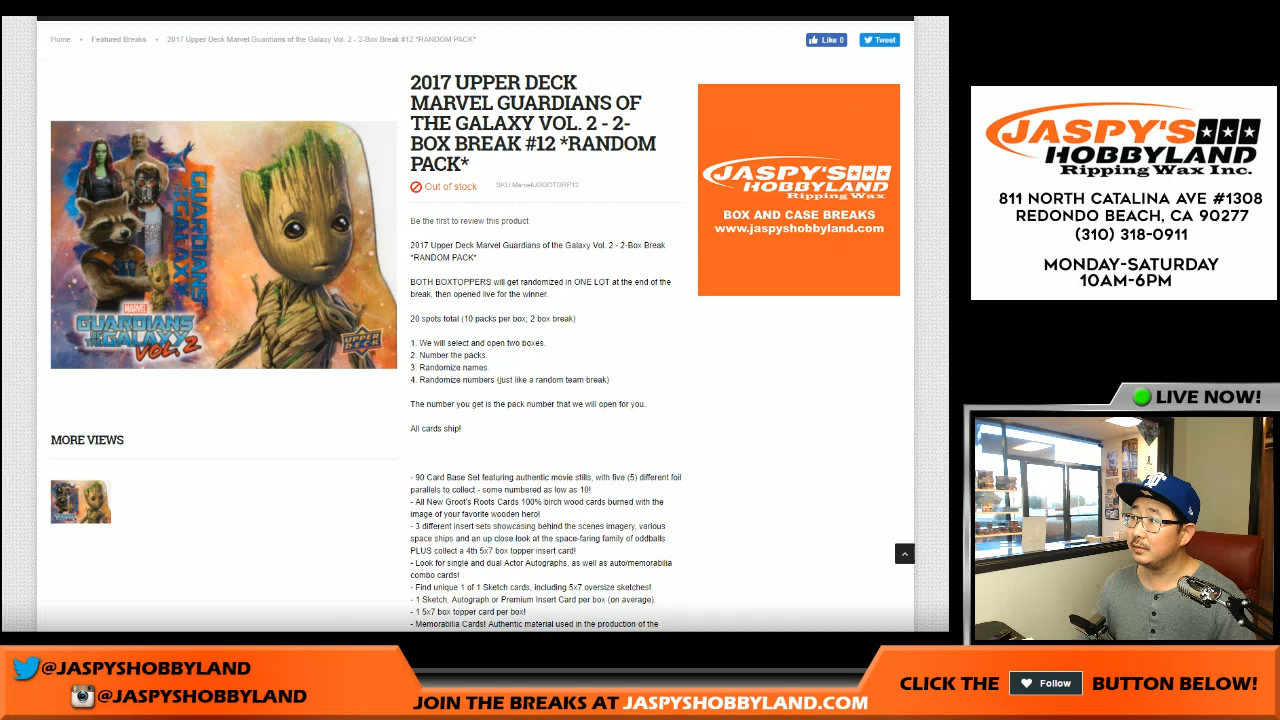 Home • Featured Breaks • 2017 Upper Deck Marvel Guardians of the Galaxy Vol. 2 - 2-Box Break #12 *RANDOM PACK*
Like 0
Tweet
2017 UPPER DECK
MARVEL GUARDIANS OF
THE GALAXY VOL. 2 - 2-
BOX BREAK #12 *RANDOM
PACK*
Out of stock
SKU:MarvelUDGOTGRP12
Be the first to review this product
2017 Upper Deck Marvel Guardians of the Galaxy Vol. 2 - 2-Box Break
*RANDOM PACK*
BOTH BOXTOPPERS will get randomized in ONE LOT at the end of the
break, then opened live for the winner.
20 spots total (10 packs per box; 2 box break)
1. We will select and open two boxes.
2. Number the packs.
3. Randomize names.
4. Randomize numbers (just like a random team break)
The number you get is the pack number that we will open for you.
All cards ship!
- 90 Card Base Set featuring authentic movie stills, with five (5) different foil
parallels to collect - some numbered as low as 10!
- All New Groot's Roots Cards 100% birch wood cards burned with the
image of your favorite wooden hero!
- 3 different insert sets showcasing behind the scenes imagery, various
space ships and an up close look at the space-faring family of oddballs
PLUS collect a 4th 5x7 box topper insert card!
- Look for single and dual Actor Autographs, as well as auto/memorabilia
combo cards!
- Find unique 1 of 1 Sketch cards, including 5x7 oversize sketches!
- 1 Sketch, Autograph or Premium Insert Card per box (on average).
- 1 5x7 box topper card per box!
- Memorabilia Cards! Authentic material used in the production of the
GUARDIANS
OF THE
GALAXY
MARVEL
GUARDIANS
OF THE GALAXY
VOL. 2
UPPER DECK
MORE VIEWS
JASPY'S
HOBBYLAND
Ripping Wax
BOX AND CASE BREAKS
www.jaspyshobbyland.com
JASPY'S
HOBBYLAND
Ripping Wax Inc.
811 NORTH CATALINA AVE #1308
REDONDO BEACH, CA 90277
(310) 318-0911
MONDAY-SATURDAY
10AM-6PM
LIVE NOW!
@JASPYSHOBBYLAND
@JASPYSHOBBYLAND
JOIN THE BREAKS AT JASPYSHOBBYLAND.COM
CLICK THE Follow BUTTON BELOW!